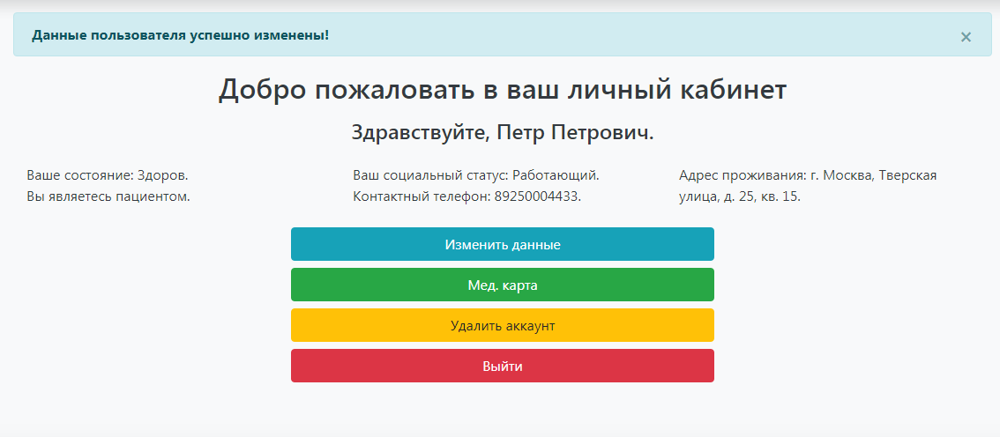 Данные пользователя успешно изменены!
×
Добро пожаловать в ваш личный кабинет
Здравствуйте, Петр Петрович.
Ваше состояние: Здоров.
Вы являетесь пациентом.
Ваш социальный статус: Работающий.
Контактный телефон: 89250004433.
Адрес проживания: г. Москва, Тверская
улица, д. 25, кв. 15.
Изменить данные
Мед. карта
Удалить аккаунт
Выйти